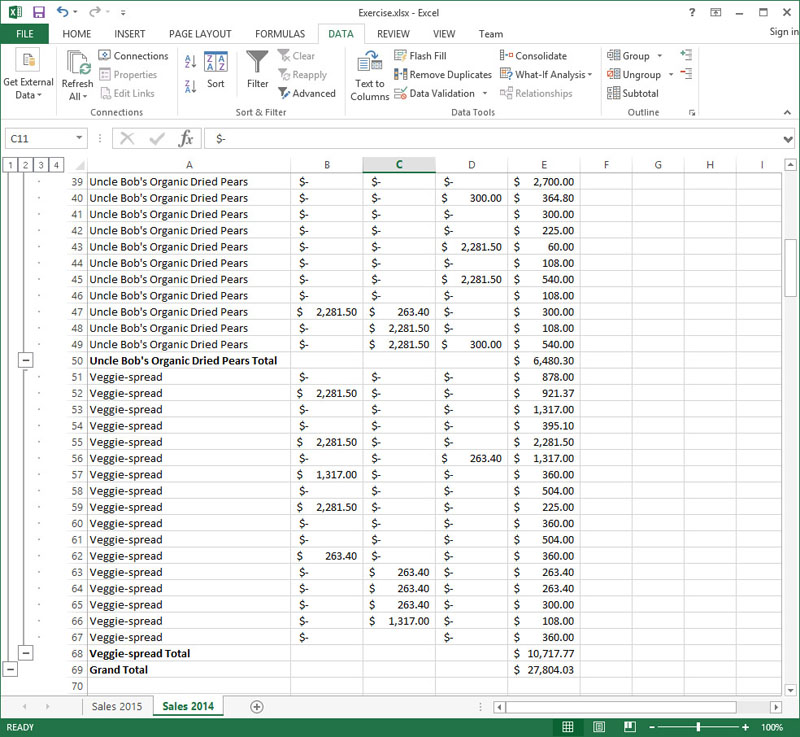 Exercise.xlsx - Excel
?
Sign in
FILE HOME INSERT PAGE LAYOUT FORMULAS DATA REVIEW VIEW Team
Get External Data
Refresh All
Connections
Properties
Edit Links
Connections
Sort
Filter
Clear
Reapply
Advanced
Sort & Filter
Text to Columns
Flash Fill
Remove Duplicates
Data Validation
Consolidate
What-If Analysis
Relationships
Data Tools
Group
Ungroup
Subtotal
Outline
C11 fx $-
1 2 3 4 A B C D E F G H I
39 Uncle Bob's Organic Dried Pears $- $- $- $ 2,700.00
40 Uncle Bob's Organic Dried Pears $- $- $ 300.00 $ 364.80
41 Uncle Bob's Organic Dried Pears $- $- $- $ 300.00
42 Uncle Bob's Organic Dried Pears $- $- $- $ 225.00
43 Uncle Bob's Organic Dried Pears $- $- $ 2,281.50 $ 60.00
44 Uncle Bob's Organic Dried Pears $- $- $- $ 108.00
45 Uncle Bob's Organic Dried Pears $- $- $ 2,281.50 $ 540.00
46 Uncle Bob's Organic Dried Pears $- $- $- $ 108.00
47 Uncle Bob's Organic Dried Pears $ 2,281.50 $ 263.40 $- $ 300.00
48 Uncle Bob's Organic Dried Pears $- $ 2,281.50 $- $ 108.00
49 Uncle Bob's Organic Dried Pears $- $ 2,281.50 $ 300.00 $ 540.00
50 Uncle Bob's Organic Dried Pears Total $ 6,480.30
51 Veggie-spread $- $- $- $ 878.00
52 Veggie-spread $ 2,281.50 $- $- $ 921.37
53 Veggie-spread $- $- $- $ 1,317.00
54 Veggie-spread $- $- $- $ 395.10
55 Veggie-spread $ 2,281.50 $- $- $ 2,281.50
56 Veggie-spread $- $- $ 263.40 $ 1,317.00
57 Veggie-spread $ 1,317.00 $- $- $ 360.00
58 Veggie-spread $- $- $- $ 504.00
59 Veggie-spread $ 2,281.50 $- $- $ 225.00
60 Veggie-spread $- $- $- $ 360.00
61 Veggie-spread $- $- $- $ 504.00
62 Veggie-spread $ 263.40 $- $- $ 360.00
63 Veggie-spread $- $ 263.40 $- $ 263.40
64 Veggie-spread $- $ 263.40 $- $ 263.40
65 Veggie-spread $- $ 263.40 $- $ 300.00
66 Veggie-spread $- $ 1,317.00 $- $ 108.00
67 Veggie-spread $- $- $ 360.00
68 Veggie-spread Total $ 10,717.77
69 Grand Total $ 27,804.03
70
Sales 2015 Sales 2014
READY 100%